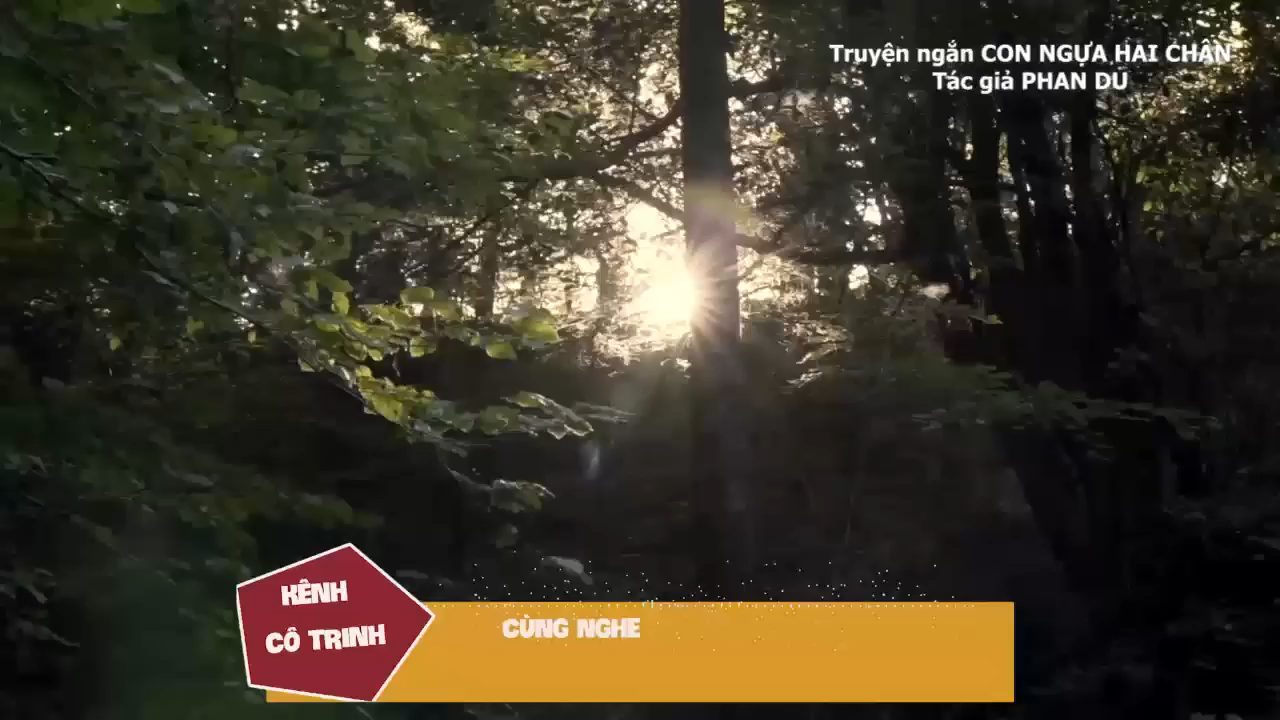 Truyện ngắn CON NGỰA HAI CHÂN
Tác giả PHAN DU
KÊNH
CÔ TRINH
CÙNG NGHE